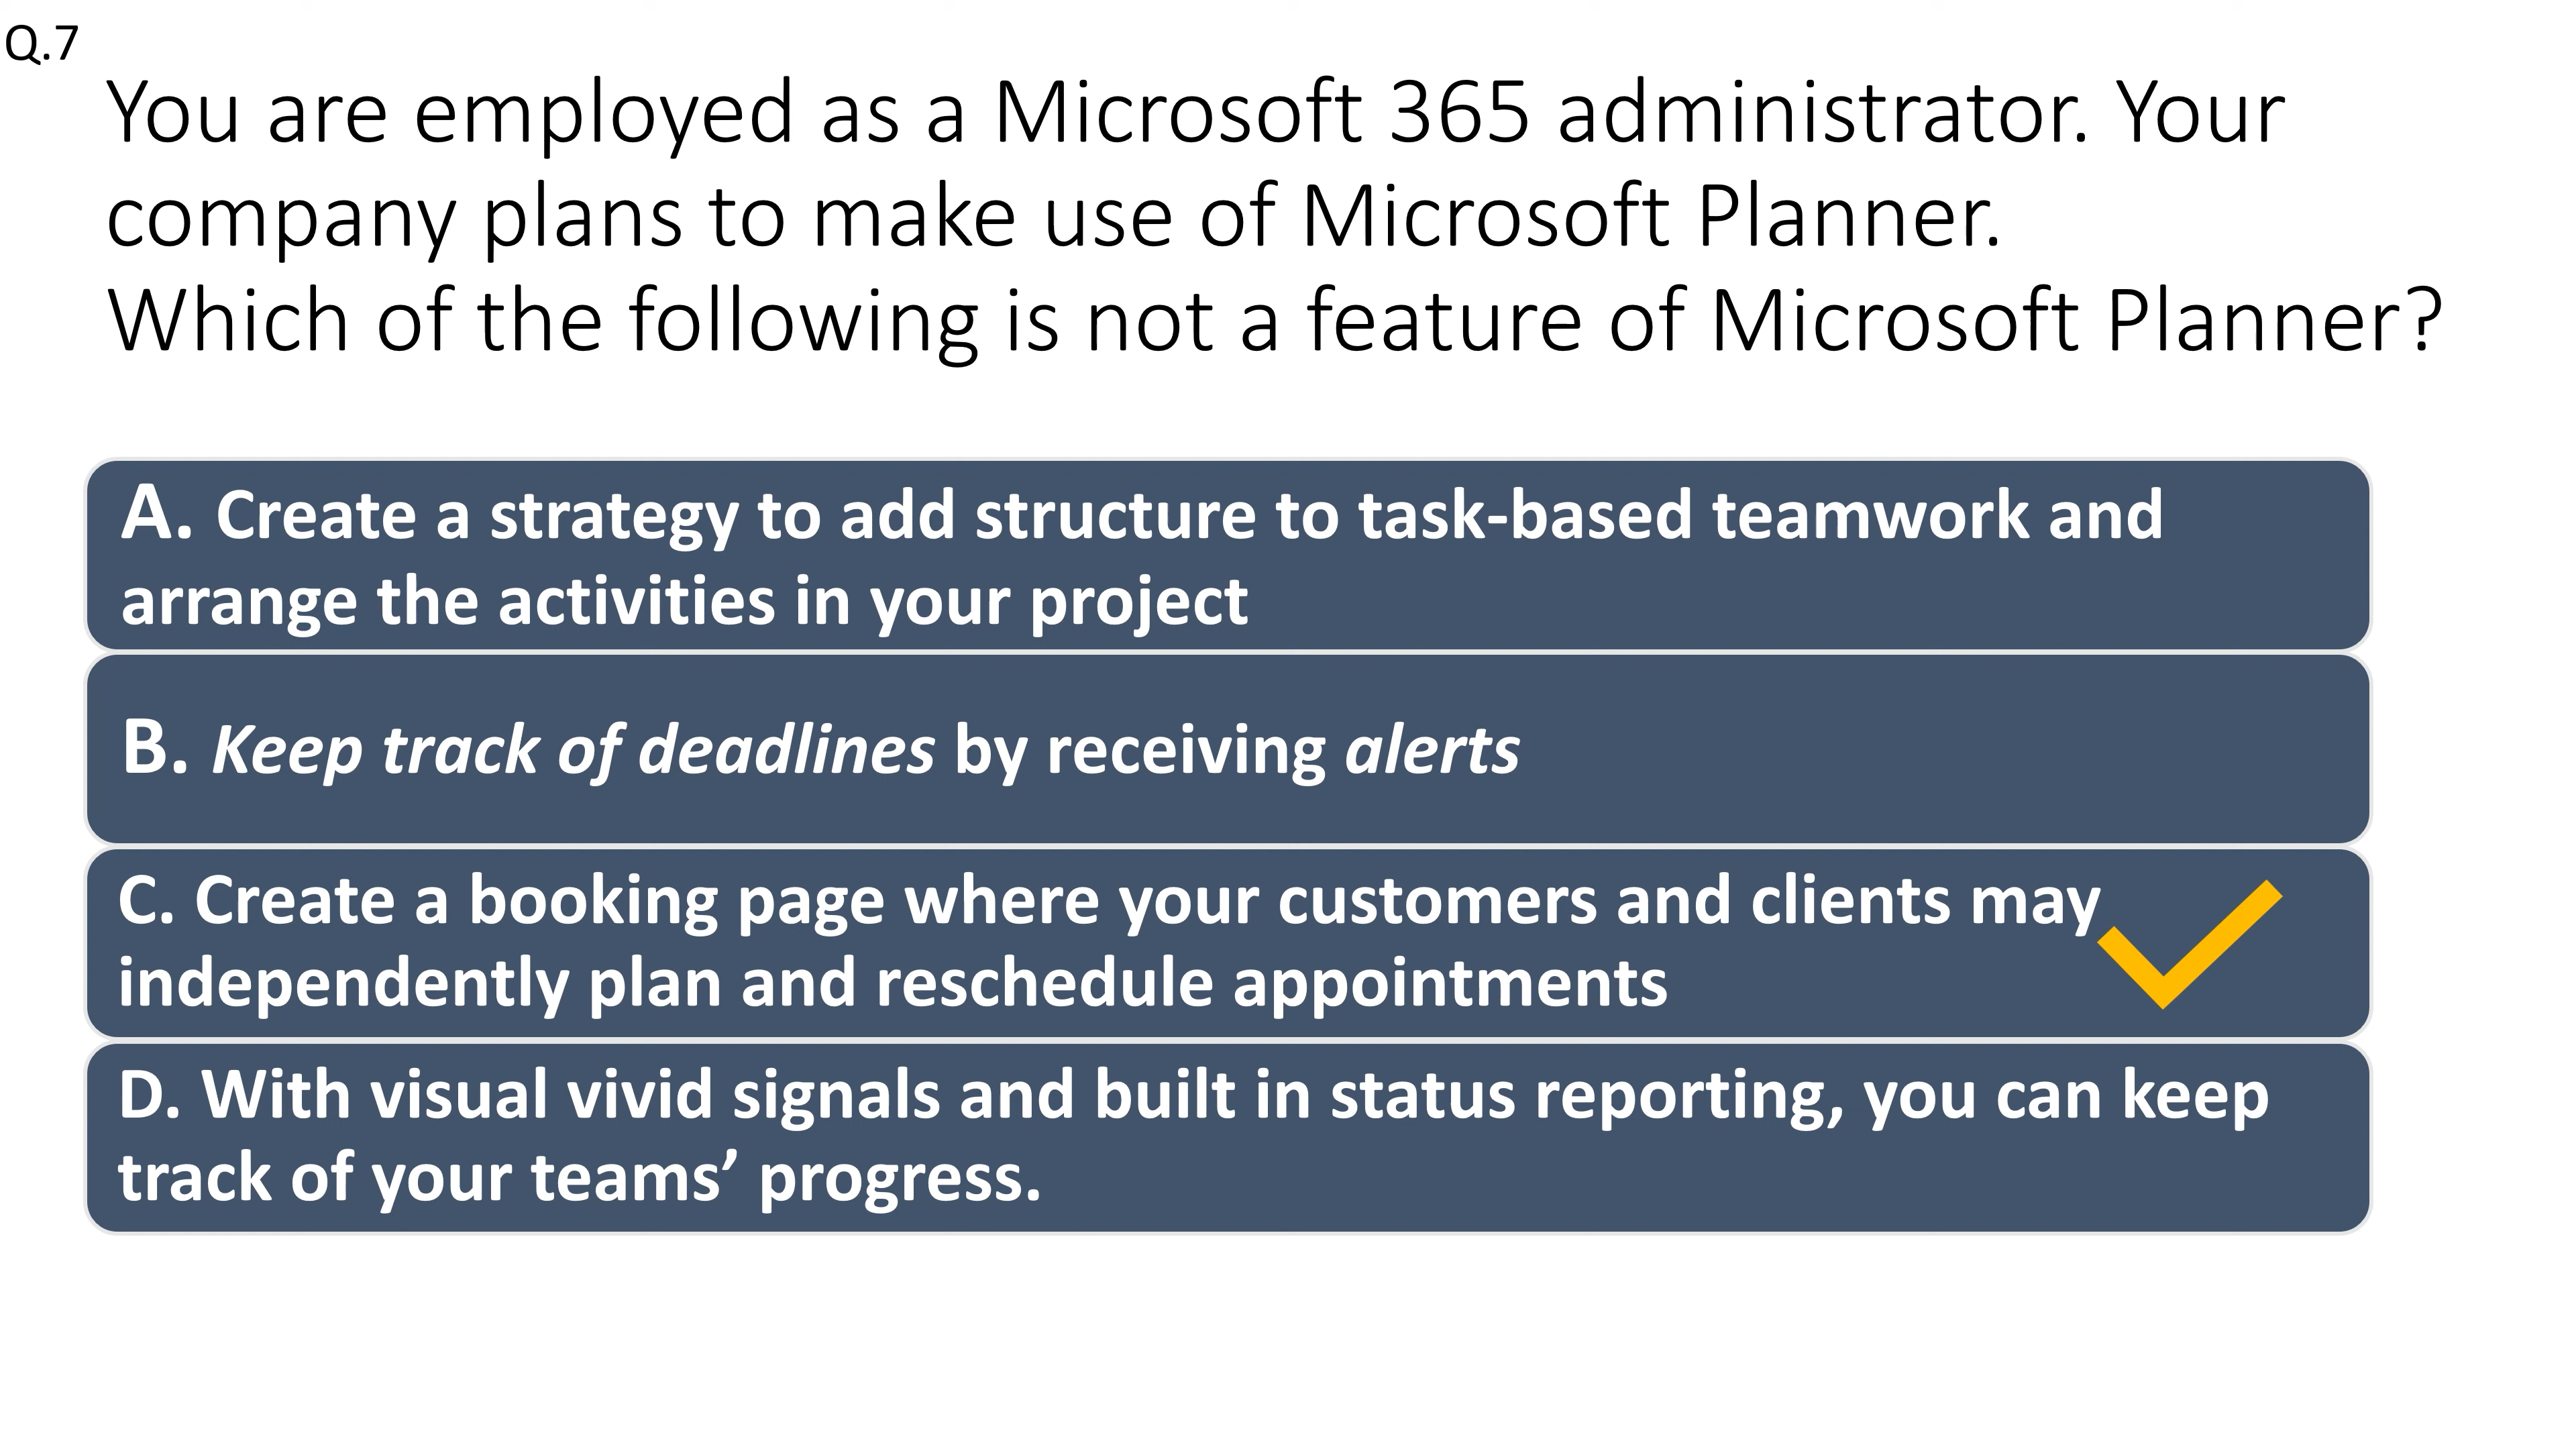 Q.7
You are employed as a Microsoft 365 administrator. Your
company plans to make use of Microsoft Planner.
Which of the following is not a feature of Microsoft Planner?
A. Create a strategy to add structure to task-based teamwork and
arrange the activities in your project
B. Keep track of deadlines by receiving alerts
C. Create a booking page where your customers and clients may
independently plan and reschedule appointments
D. With visual vivid signals and built in status reporting, you can keep
track of your teams’ progress.